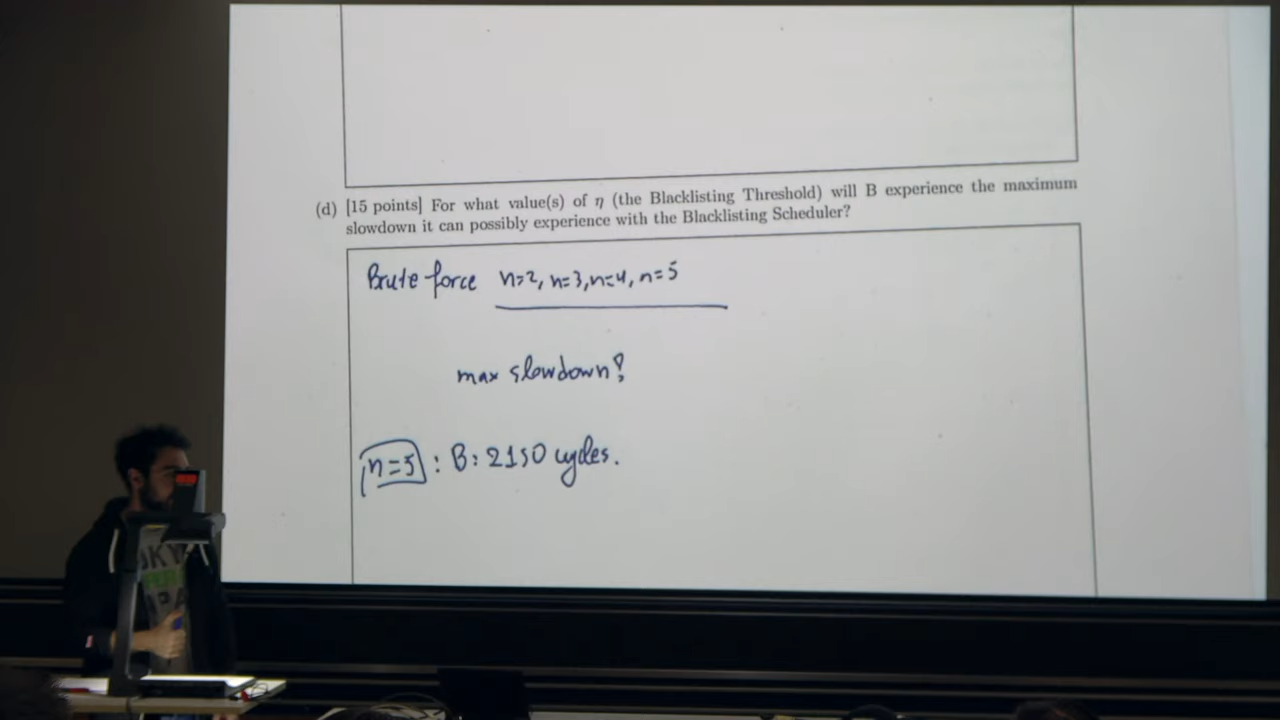 (d) [15 points] For what value(s) of η (the Blacklisting Threshold) will B experience the maximum
slowdown it can possibly experience with the Blacklisting Scheduler?
Brute force n=2, n=3, n=4, n=5
max slowdown?
n=5 : B: 2150 cycles.